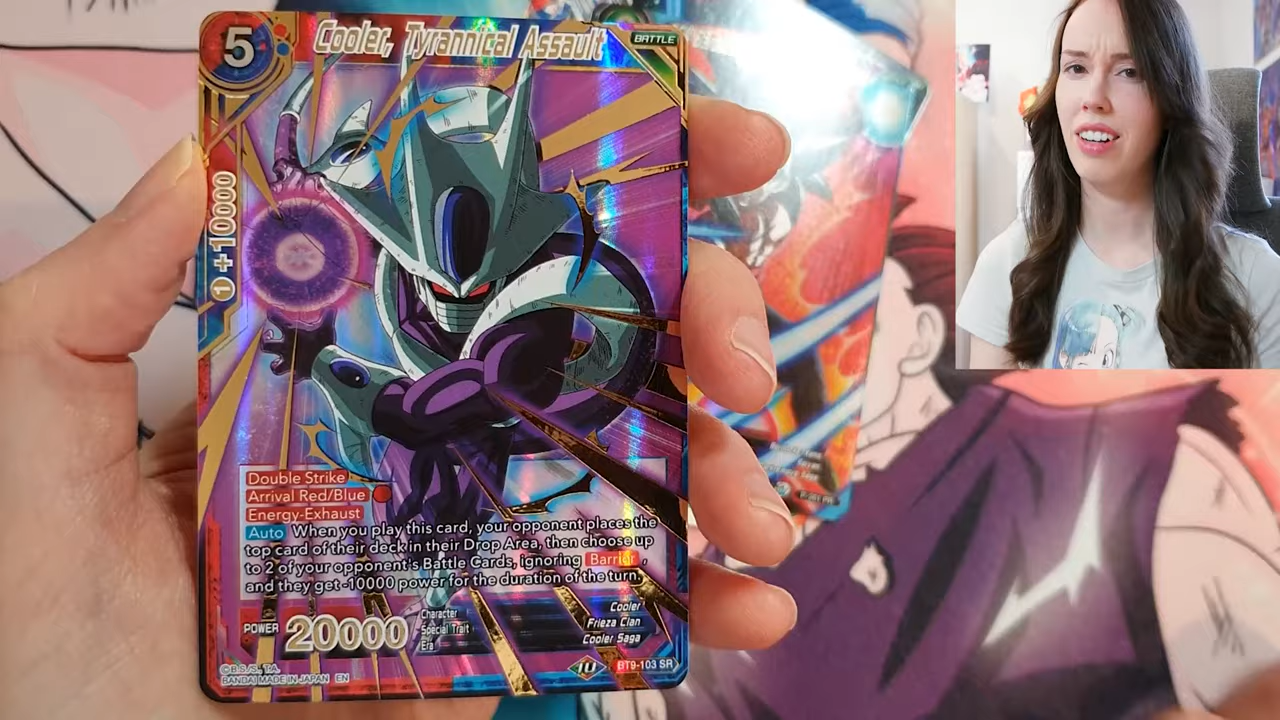 5
Cooler, Tyrannical Assault
BATTLE
1 +10000
Double Strike
Arrival Red/Blue
Energy-Exhaust
Auto When you play this card, your opponent places the
top card of their deck in their Drop Area, then choose up
to 2 of your opponent's Battle Cards, ignoring Barrier,
and they get -10000 power for the duration of the turn.
POWER 20000
Character Cooler
Special Trait Frieza Clan
Era Cooler Saga
©B.S./S., T.A.
BANDAI MADE IN JAPAN EN
BT9-103 SR